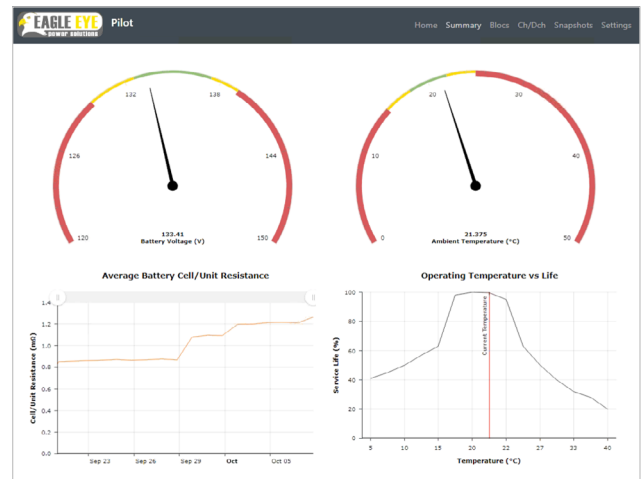 EAGLE EYE
power solutions
Pilot
Home Summary Blocs Ch/Dch Snapshots Settings
120
126
132
138
144
150
133.41
Battery Voltage (V)
0
10
20
30
40
50
21.375
Ambient Temperature (°C)
Average Battery Cell/Unit Resistance
Cell/Unit Resistance (mΩ)
1.4
1.2
1.0
0.8
0.6
0.4
0.2
0.0
Sep 23 Sep 26 Sep 29 Oct Oct 05
Operating Temperature vs Life
Service Life (%)
100
80
60
40
20
0
Current Temperature
5 10 15 20 22 27 33 40
Temperature (°C)